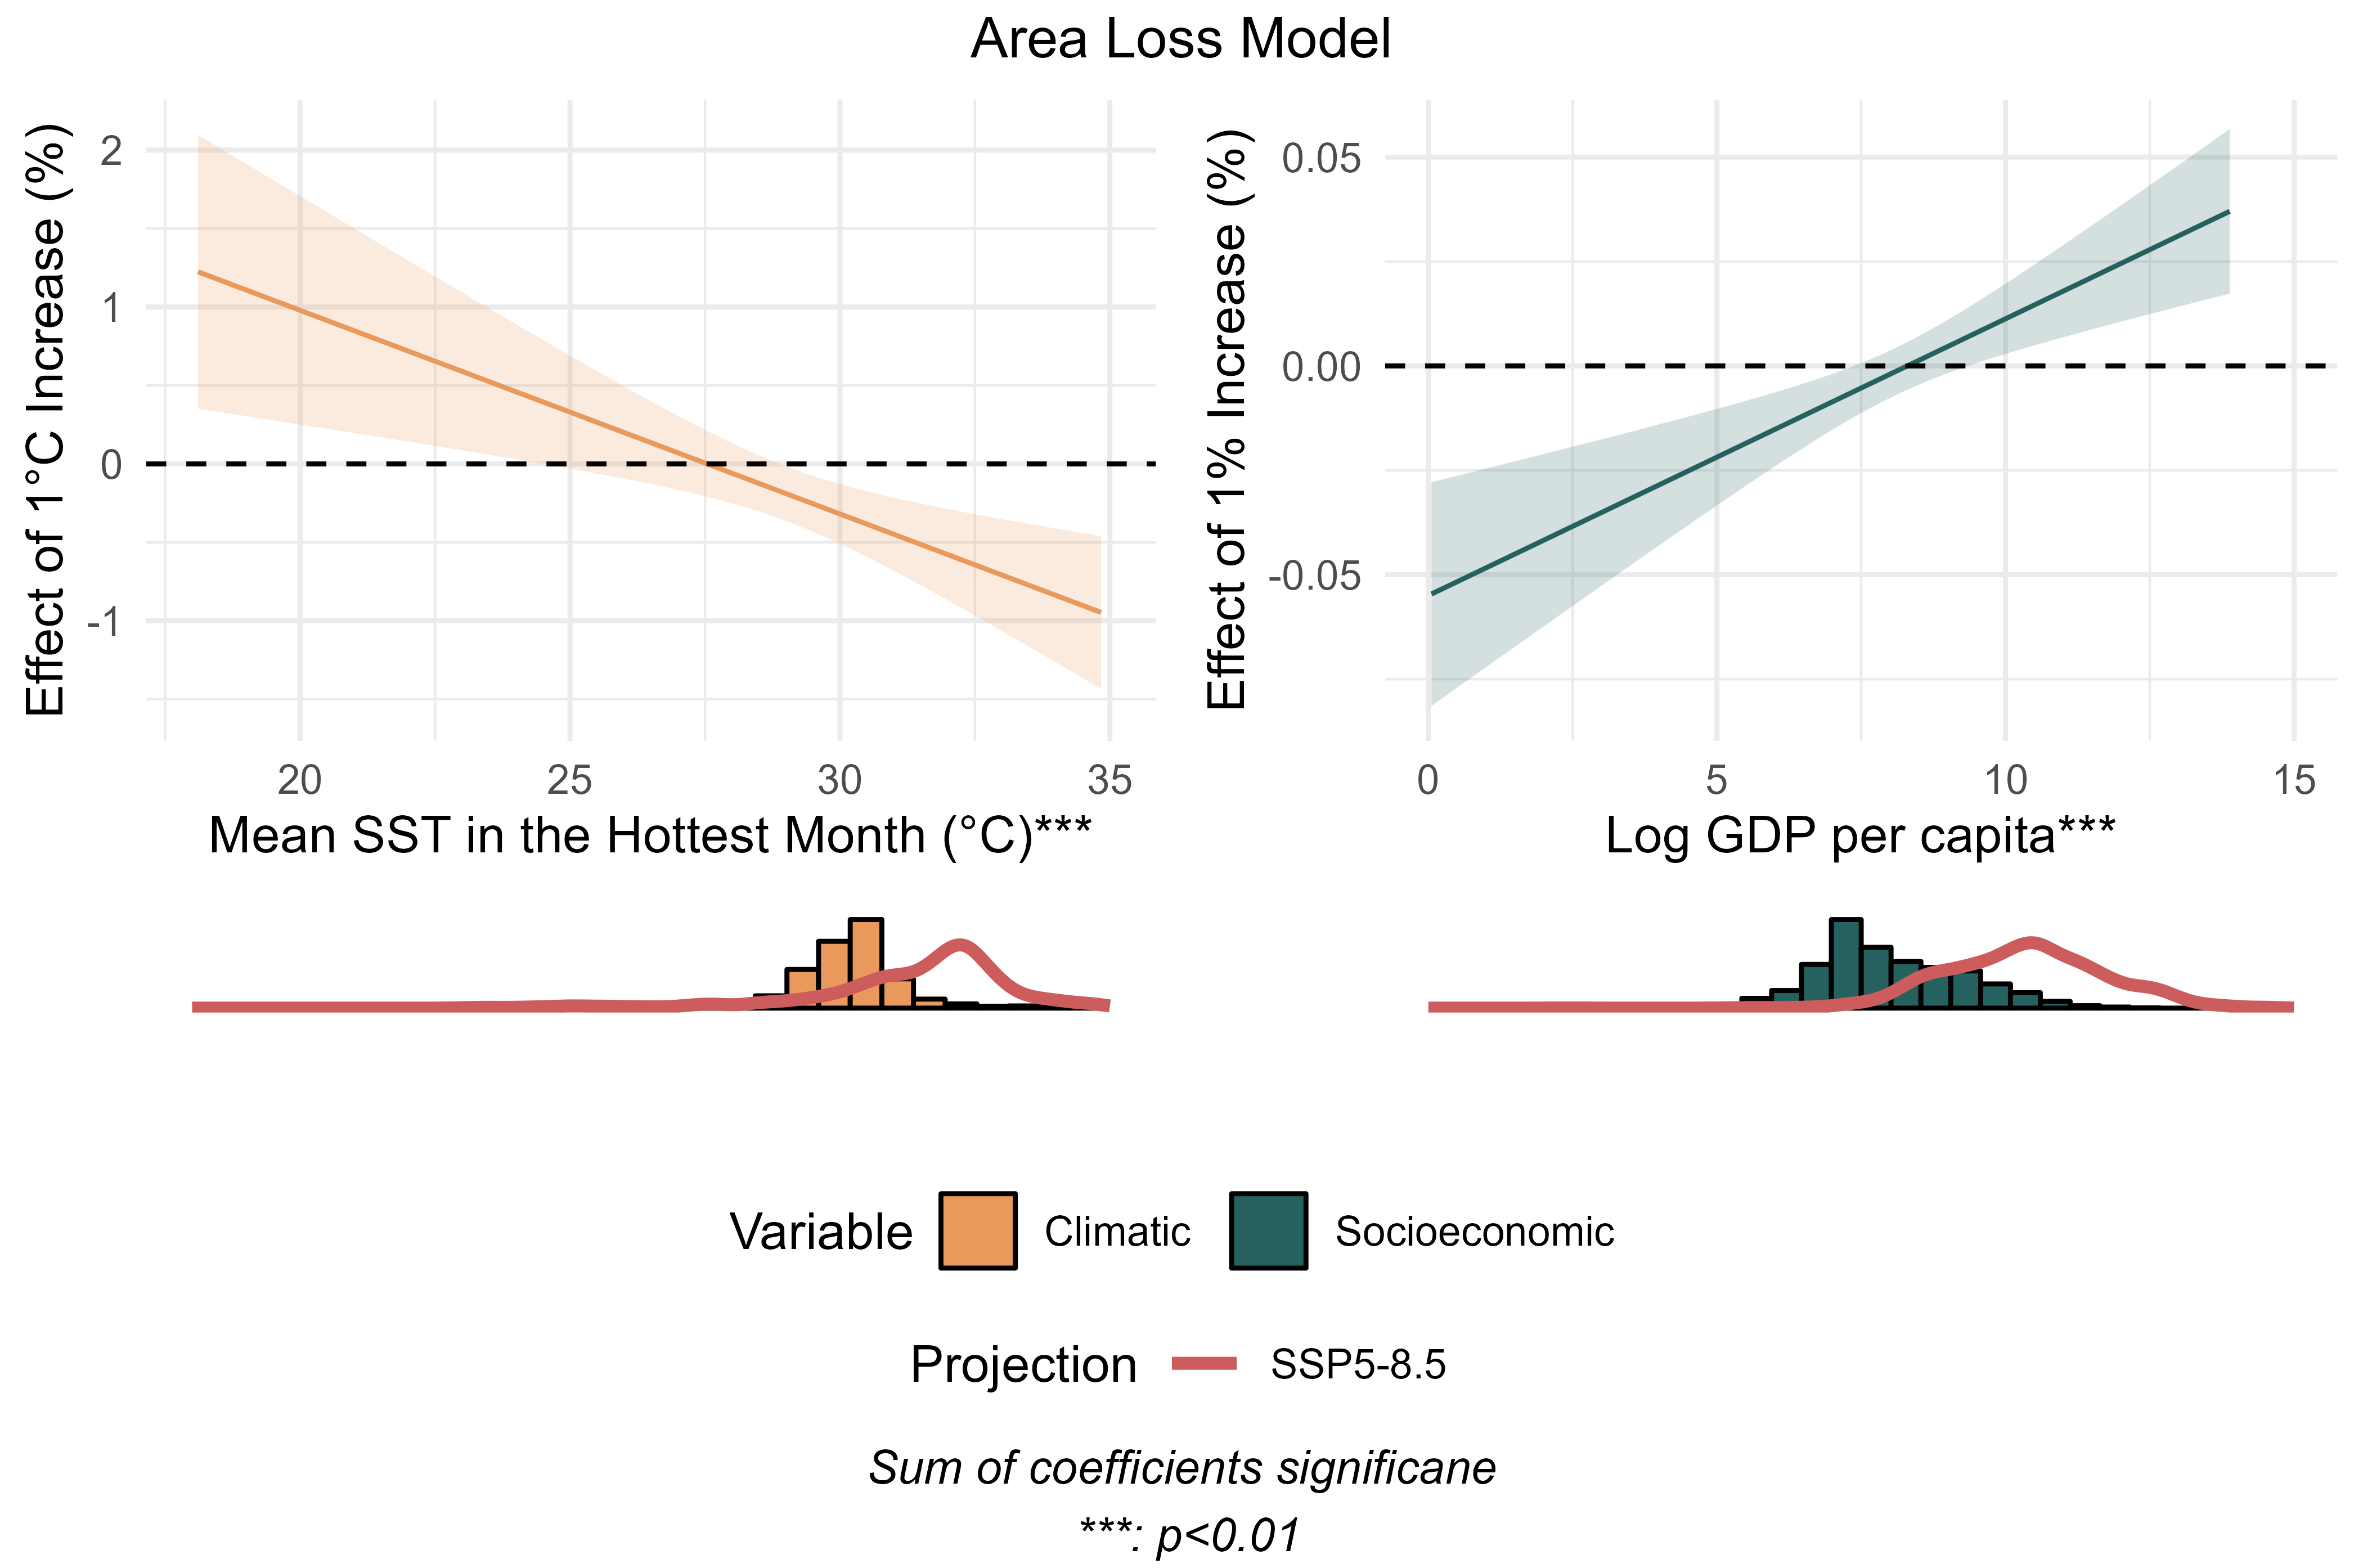 Area Loss Model
Effect of 1°C Increase (%)
2
1
0
-1
20 25 30 35
Mean SST in the Hottest Month (°C)***
Effect of 1% Increase (%)
0.05
0.00
-0.05
0 5 10 15
Log GDP per capita***
Variable Climatic Socioeconomic
Projection SSP5-8.5
Sum of coefficients significane
***: p<0.01